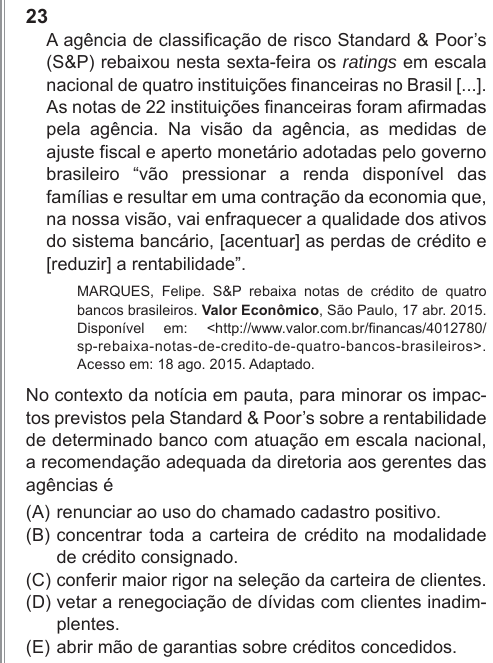 23
A agência de classificação de risco Standard & Poor's
(S&P) rebaixou nesta sexta-feira os ratings em escala
nacional de quatro instituições financeiras no Brasil [...].
As notas de 22 instituições financeiras foram afirmadas
pela agência. Na visão da agência, as medidas de
ajuste fiscal e aperto monetário adotadas pelo governo
brasileiro “vão pressionar a renda disponível das
famílias e resultar em uma contração da economia que,
na nossa visão, vai enfraquecer a qualidade dos ativos
do sistema bancário, [acentuar] as perdas de crédito e
[reduzir] a rentabilidade”.
MARQUES, Felipe. S&P rebaixa notas de crédito de quatro
bancos brasileiros. Valor Econômico, São Paulo, 17 abr. 2015.
Disponível em: <http://www.valor.com.br/financas/4012780/
sp-rebaixa-notas-de-credito-de-quatro-bancos-brasileiros>.
Acesso em: 18 ago. 2015. Adaptado.
No contexto da notícia em pauta, para minorar os impac-
tos previstos pela Standard & Poor's sobre a rentabilidade
de determinado banco com atuação em escala nacional,
a recomendação adequada da diretoria aos gerentes das
agências é
(A) renunciar ao uso do chamado cadastro positivo.
(B) concentrar toda a carteira de crédito na modalidade
de crédito consignado.
(C) conferir maior rigor na seleção da carteira de clientes.
(D) vetar a renegociação de dívidas com clientes inadim-
plentes.
(E) abrir mão de garantias sobre créditos concedidos.